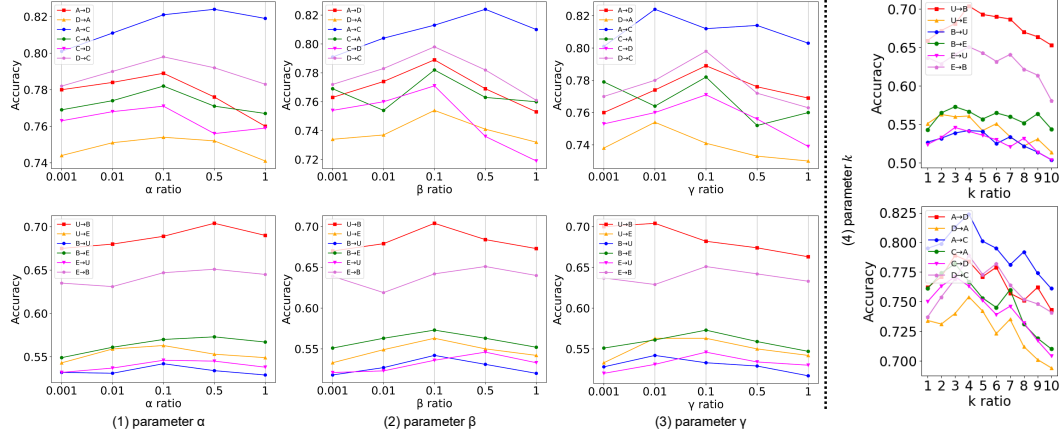 0.82
0.80
0.78
0.76
0.74
Accuracy
A→D
D→A
A→C
C→A
C→D
D→C
0.001 0.01 0.1 0.5 1
α ratio
0.82
0.80
0.78
0.76
0.74
0.72
Accuracy
A→D
D→A
A→C
C→A
C→D
D→C
0.001 0.01 0.1 0.5 1
β ratio
0.82
0.80
0.78
0.76
0.74
Accuracy
A→D
D→A
A→C
C→A
C→D
D→C
0.001 0.01 0.1 0.5 1
γ ratio
0.70
0.65
0.60
0.55
0.50
Accuracy
U→B
U→E
B→U
B→E
E→U
E→B
1 2 3 4 5 6 7 8 9 10
k ratio
0.70
0.65
0.60
0.55
Accuracy
U→B
U→E
B→U
B→E
E→U
E→B
0.001 0.01 0.1 0.5 1
α ratio
(1) parameter α
0.70
0.65
0.60
0.55
Accuracy
U→B
U→E
B→U
B→E
E→U
E→B
0.001 0.01 0.1 0.5 1
β ratio
(2) parameter β
0.70
0.65
0.60
0.55
Accuracy
U→B
U→E
B→U
B→E
E→U
E→B
0.001 0.01 0.1 0.5 1
γ ratio
(3) parameter γ
(4) parameter k
0.825
0.800
0.775
0.750
0.725
0.700
Accuracy
A→D
D→A
A→C
C→A
C→D
D→C
1 2 3 4 5 6 7 8 9 10
k ratio